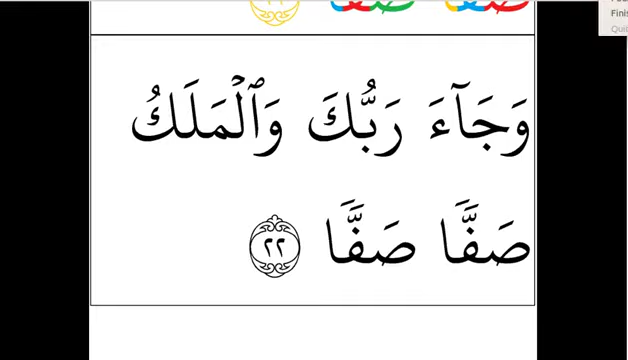 وَجَآءَ رَبُّكَ وَٱلْمَلَكُ
صَفًّا صَفًّا ٢٢